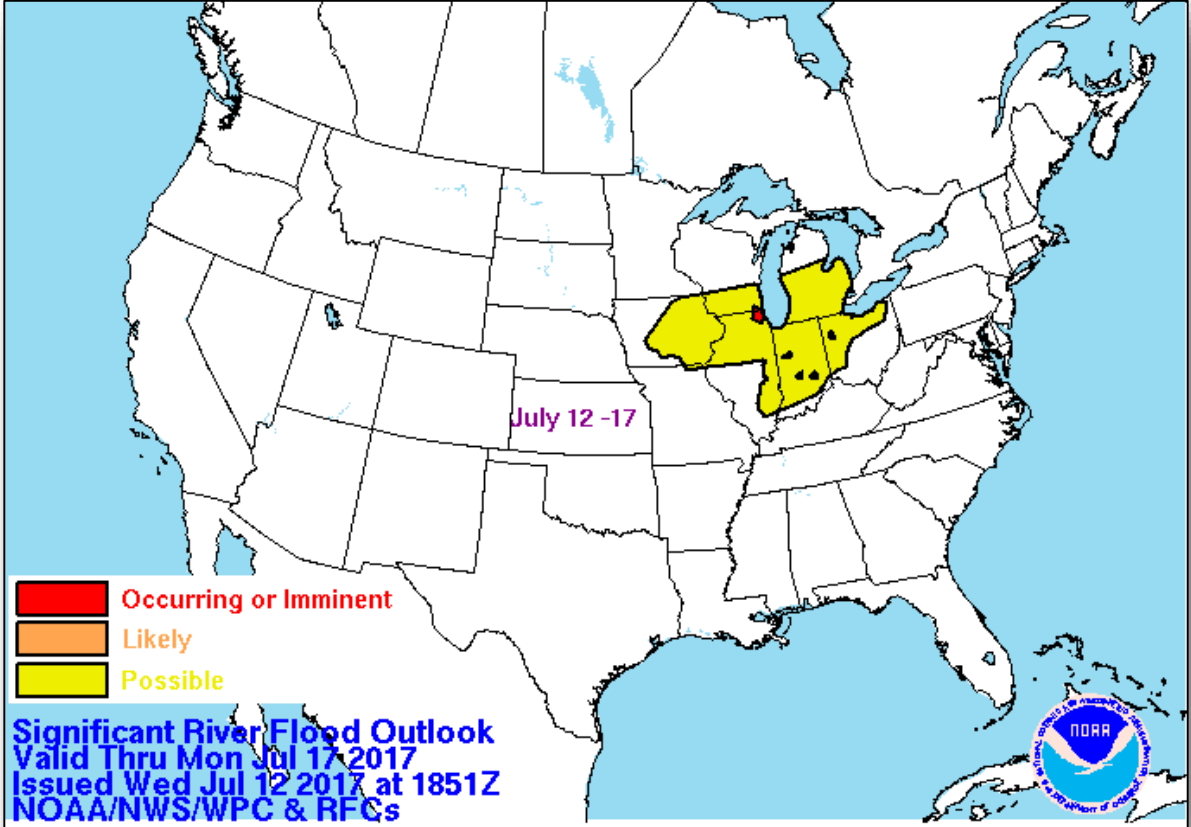 July 12 -17
Occurring or Imminent
Likely
Possible
Significant River Flood Outlook
Valid Thru Mon Jul 17 2017
Issued Wed Jul 12 2017 at 1851Z
NOAA/NWS/WPC & RFCs
NOAA